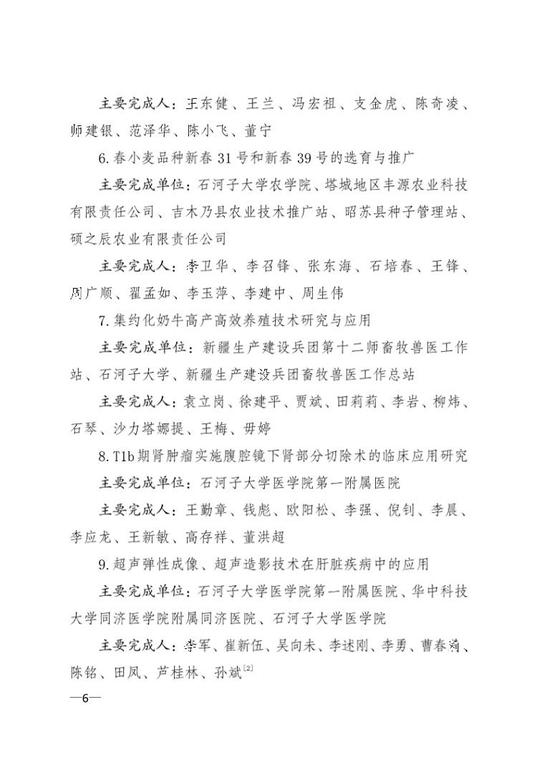 主要完成人：王东健、王兰、冯宏祖、支金虎、陈奇凌、
师建银、范泽华、陈小飞、董宁
6.春小麦品种新春31号和新春39号的选育与推广
主要完成单位：石河子大学农学院、塔城地区丰源农业科技
有限责任公司、吉木乃县农业技术推广站、昭苏县种子管理站、
硕之辰农业有限责任公司
主要完成人：李卫华、李召锋、张东海、石培春、王锋、
周广顺、翟孟如、李玉萍、李建中、周生伟
7.集约化奶牛高产高效养殖技术研究与应用
主要完成单位：新疆生产建设兵团第十二师畜牧兽医工作
站、石河子大学、新疆生产建设兵团畜牧兽医工作总站
主要完成人：袁立岗、徐建平、贾斌、田莉莉、李岩、柳炜、
石琴、沙力塔娜提、王梅、毋婷
8.T1b期肾肿瘤实施腹腔镜下肾部分切除术的临床应用研究
主要完成单位：石河子大学医学院第一附属医院
主要完成人：王勤章、钱彪、欧阳松、李强、倪钊、李晨、
李应龙、王新敏、高存祥、董洪超
9.超声弹性成像、超声造影技术在肝脏疾病中的应用
主要完成单位：石河子大学医学院第一附属医院、华中科技
大学同济医学院附属同济医院、石河子大学医学院
主要完成人：李军、崔新伍、吴向未、李述刚、李勇、曹春、
陈铭、田凤、芦桂林、孙斌[2]
—6—